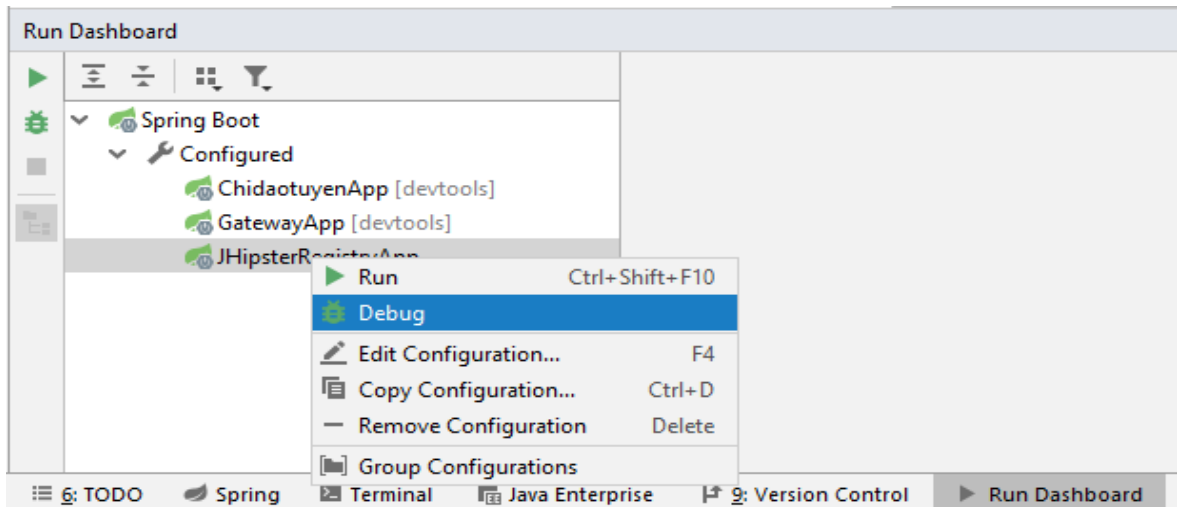 Run Dashboard
Spring Boot
Configured
ChidaotuyenApp [devtools]
GatewayApp [devtools]
JHipsterRegistryApp
Run Ctrl+Shift+F10
Debug
Edit Configuration... F4
Copy Configuration... Ctrl+D
Remove Configuration Delete
Group Configurations
6: TODO Spring Terminal Java Enterprise 9: Version Control Run Dashboard